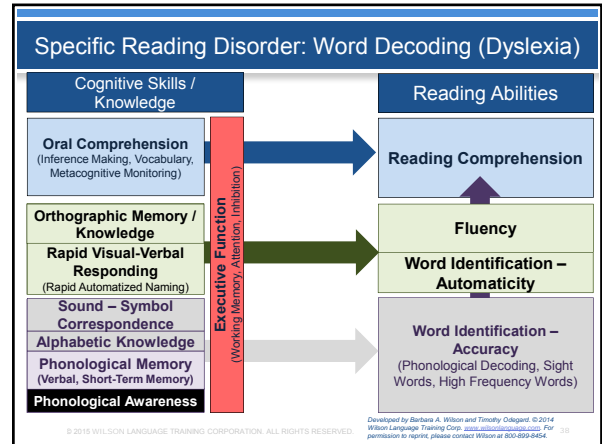 Specific Reading Disorder: Word Decoding (Dyslexia)
Cognitive Skills /
Knowledge
Reading Abilities
Oral Comprehension
(Inference Making, Vocabulary,
Metacognitive Monitoring)
Executive Function
(Working Memory, Attention, Inhibition)
Reading Comprehension
Orthographic Memory /
Knowledge
Rapid Visual-Verbal
Responding
(Rapid Automatized Naming)
Fluency
Word Identification –
Automaticity
Sound – Symbol
Correspondence
Alphabetic Knowledge
Phonological Memory
(Verbal, Short-Term Memory)
Phonological Awareness
Word Identification –
Accuracy
(Phonological Decoding, Sight
Words, High Frequency Words)
© 2015 WILSON LANGUAGE TRAINING CORPORATION. ALL RIGHTS RESERVED.
Developed by Barbara A. Wilson and Timothy Odegard. © 2014
Wilson Language Training Corp. www.wilsonlanguage.com. For
permission to reprint, please contact Wilson at 800-899-8454.
38